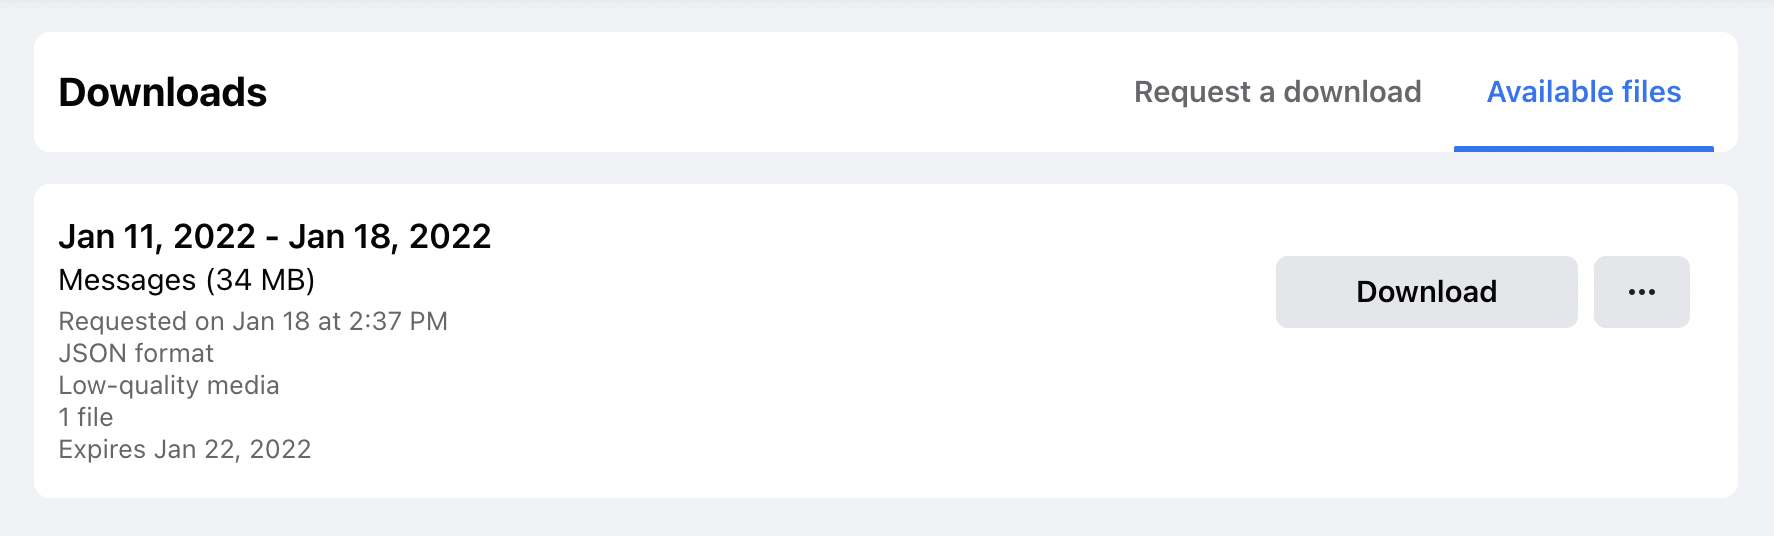 Downloads
Request a download
Available files
Jan 11, 2022 - Jan 18, 2022
Messages (34 MB)
Requested on Jan 18 at 2:37 PM
JSON format
Low-quality media
1 file
Expires Jan 22, 2022
Download
···